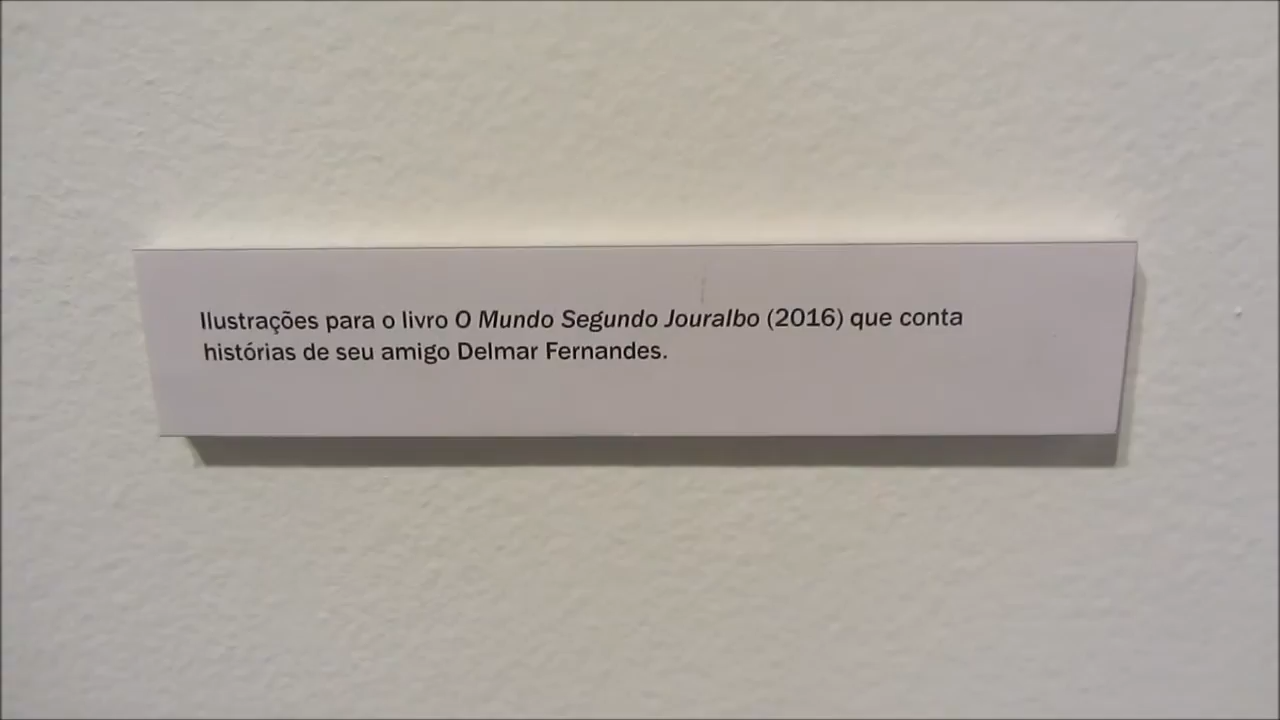 Ilustrações para o livro O Mundo Segundo Jouralbo (2016) que conta
histórias de seu amigo Delmar Fernandes.